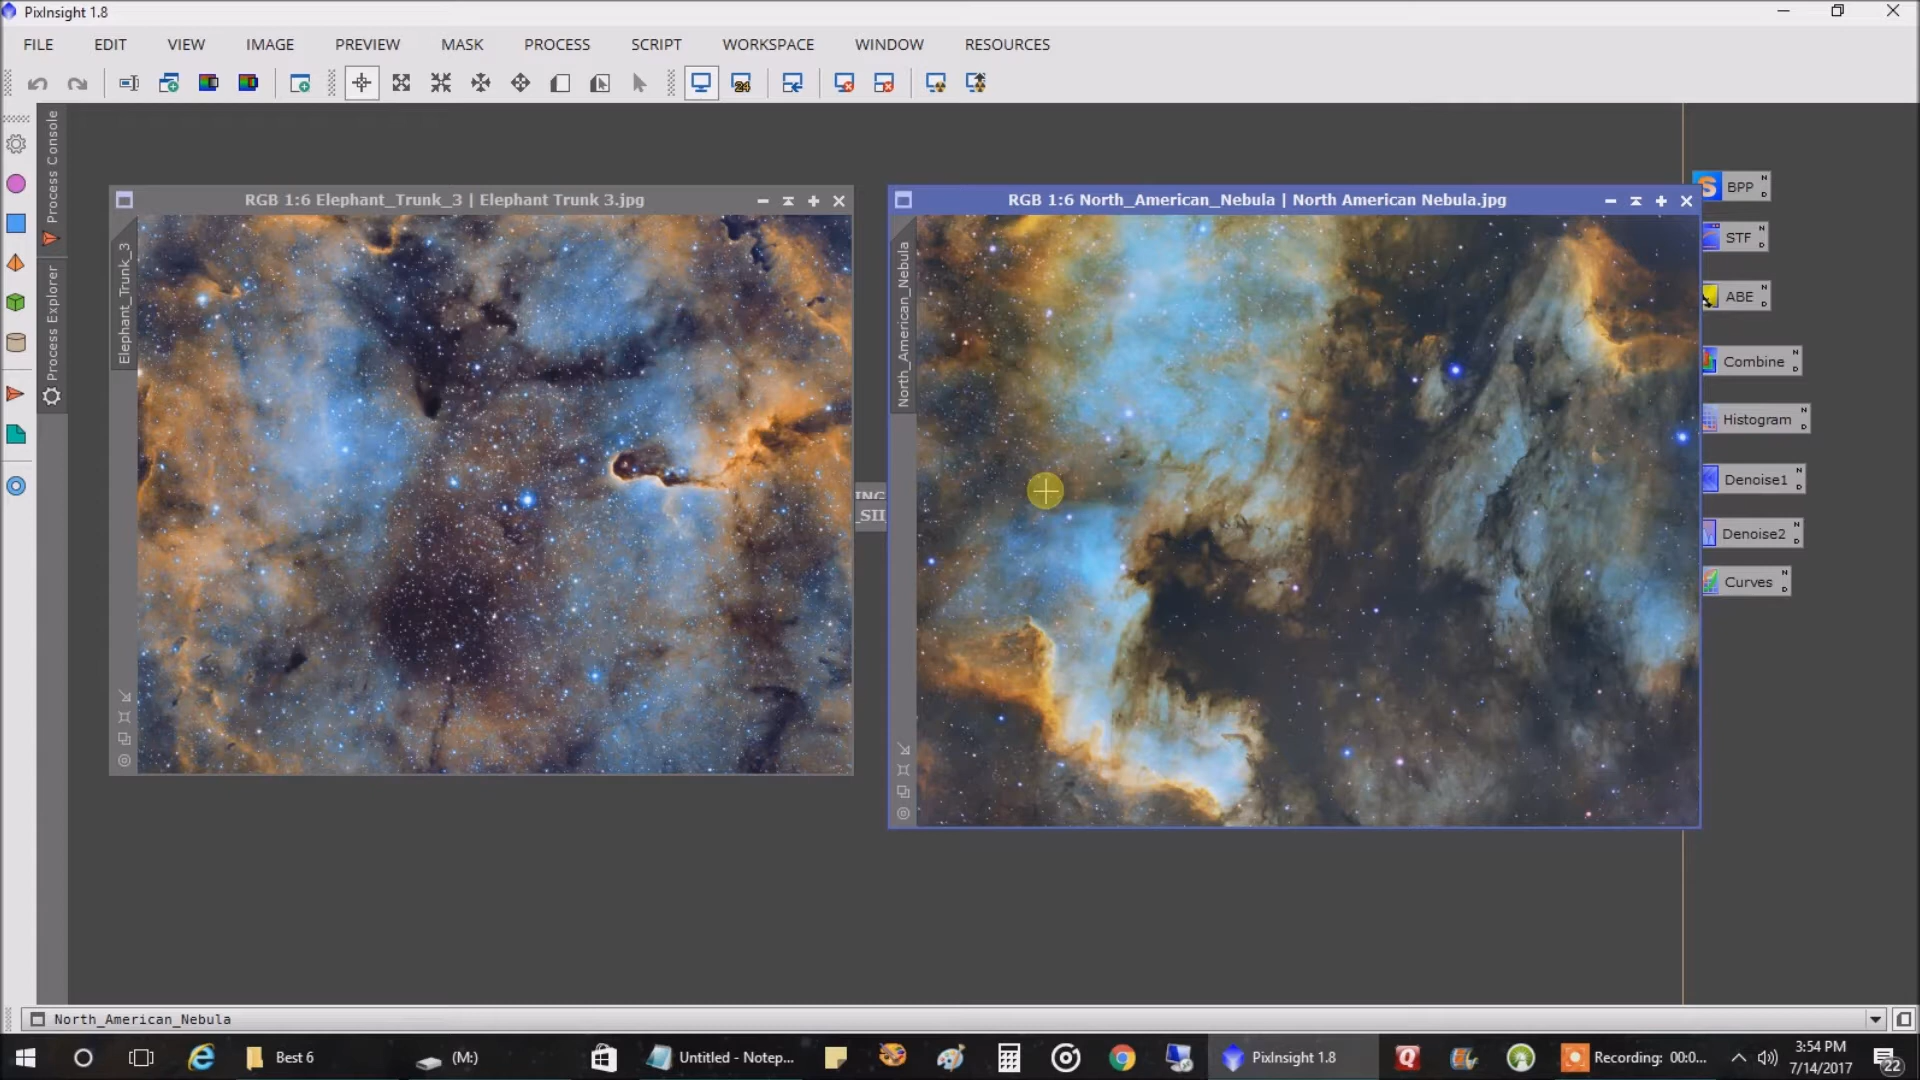 PixInsight 1.8
FILE EDIT VIEW IMAGE PREVIEW MASK PROCESS SCRIPT WORKSPACE WINDOW RESOURCES
24
Process Console
Process Explorer
RGB 1:6 Elephant_Trunk_3 | Elephant Trunk 3.jpg
Elephant_Trunk_3
RGB 1:6 North_American_Nebula | North American Nebula.jpg
North_American_Nebula
_SII
BPP N D
STF N D
ABE N D
Combine N D
Histogram N D
Denoise1 N D
Denoise2 N D
Curves N D
North_American_Nebula
Best 6
(M:)
Untitled - Notep...
PixInsight 1.8
Recording: 00:0...
3:54 PM
7/14/2017
22